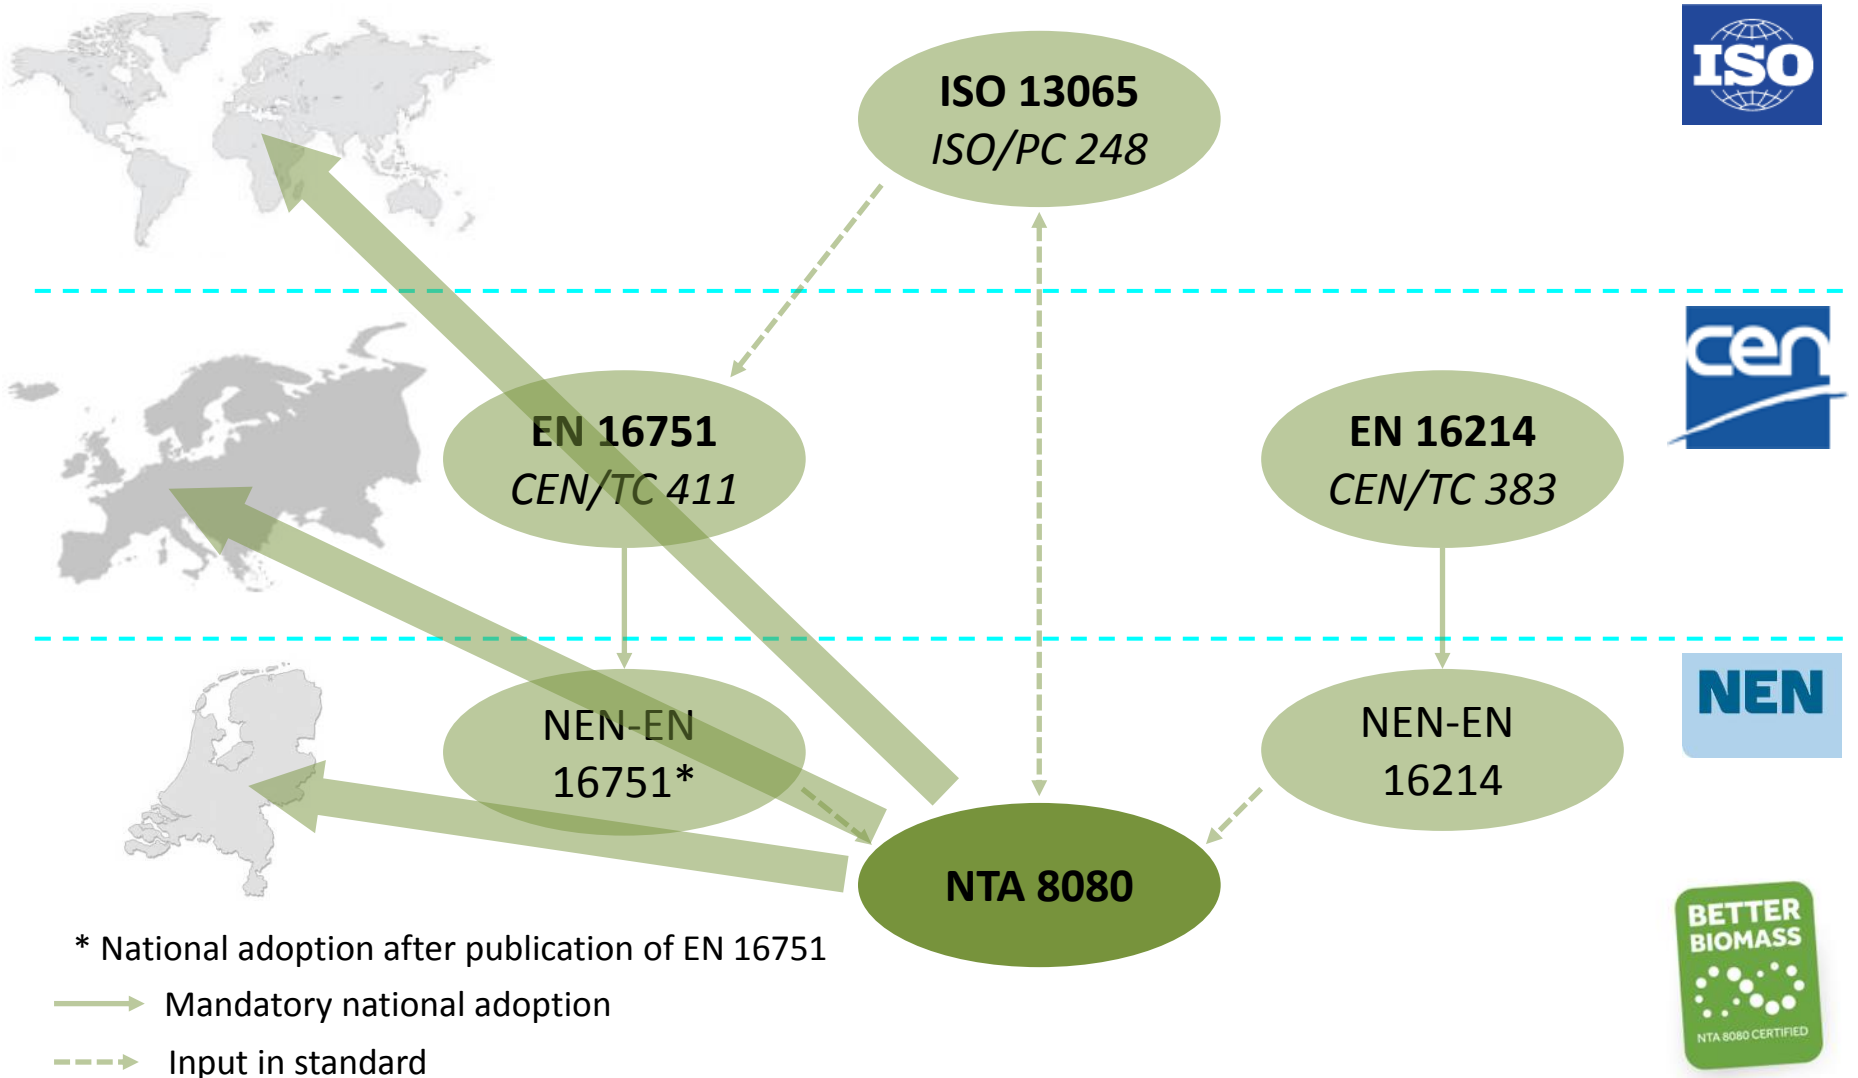 ISO 13065
ISO/PC 248
ISO
EN 16751
CEN/TC 411
EN 16214
CEN/TC 383
cen
NEN-EN
16751*
NEN-EN
16214
NEN
NTA 8080
* National adoption after publication of EN 16751
Mandatory national adoption
Input in standard
BETTER
BIOMASS
NTA 8080 CERTIFIED